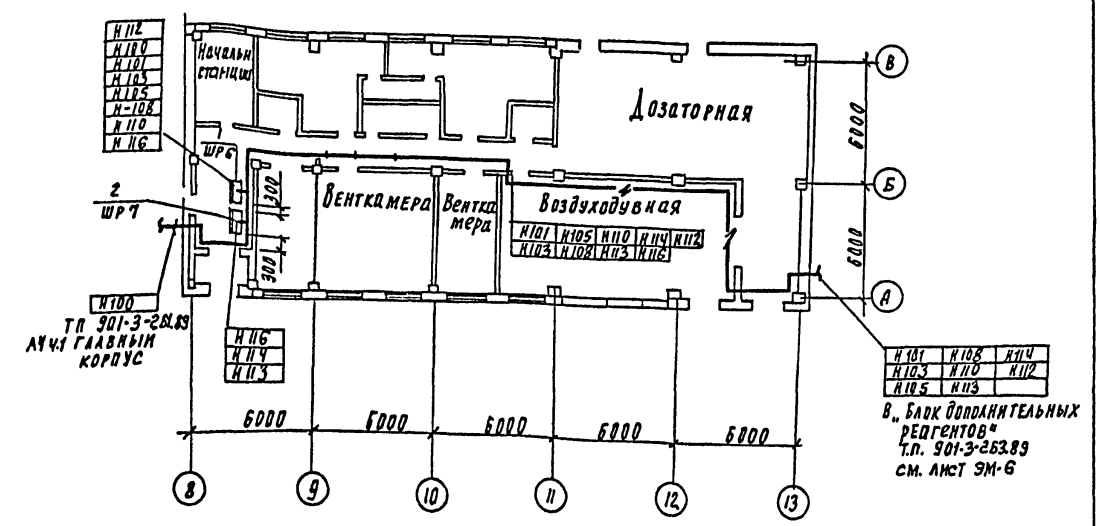 Н112
Н100
Н101
Н103
Н105
Н-108
Н110
Н116
Начальн
станции
ШР6
2
ШР7
300
300
Н100
ТП 901-3-253.89
АЧ ч.1 ГЛАВНЫЙ
КОРПУС
Н116
Н114
Н113
Венткамера
Вентка
мера
Воздуходувная
Н101 Н105 Н110 Н114 Н112
Н103 Н108 Н113 Н116
Дозаторная
В
6000
Б
6000
А
Н101 Н108 Н114
Н103 Н110 Н112
Н105 Н113
В „Блок дополнительных
реагентов"
Т.П. 901-3-253.89
см. лист ЭМ-6
6000 6000 6000 6000 6000
8 9 10 11 12 13